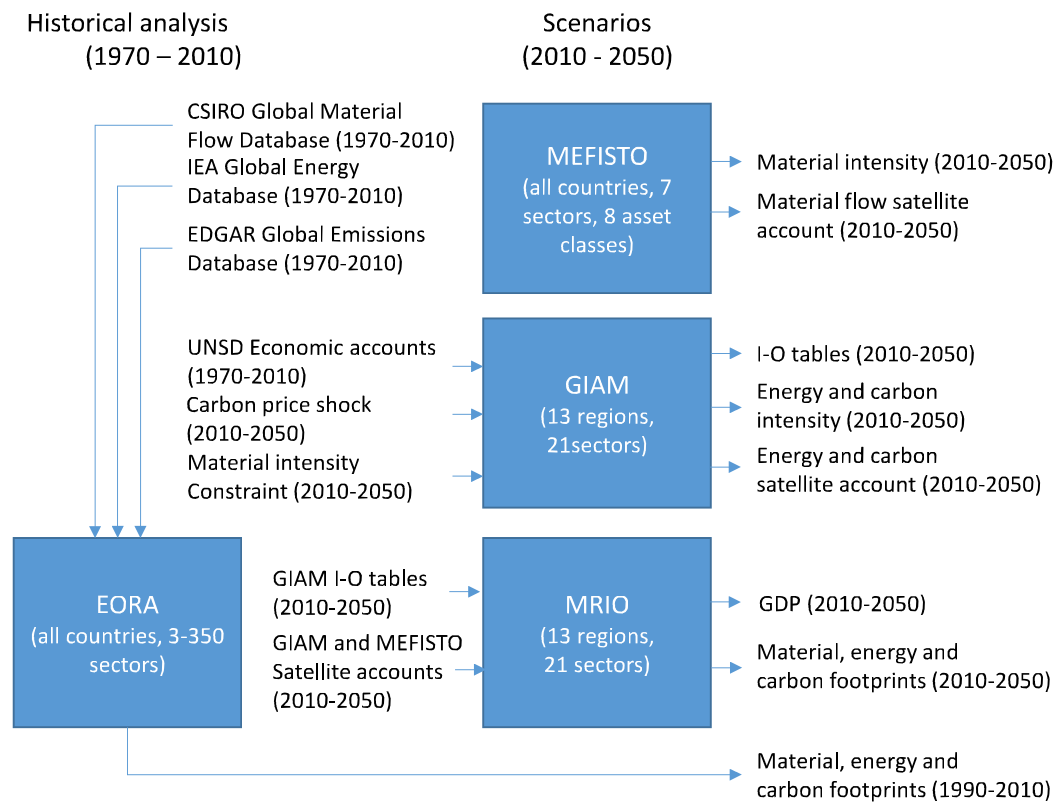 Historical analysis
(1970 – 2010)
Scenarios
(2010 - 2050)
CSIRO Global Material
Flow Database (1970-2010)
IEA Global Energy
Database (1970-2010)
EDGAR Global Emissions
Database (1970-2010)
MEFISTO
(all countries, 7
sectors, 8 asset
classes)
Material intensity (2010-2050)
Material flow satellite
account (2010-2050)
UNSD Economic accounts
(1970-2010)
Carbon price shock
(2010-2050)
Material intensity
Constraint (2010-2050)
GIAM
(13 regions,
21sectors)
I-O tables (2010-2050)
Energy and carbon
intensity (2010-2050)
Energy and carbon
satellite account (2010-2050)
EORA
(all countries, 3-350
sectors)
GIAM I-O tables
(2010-2050)
GIAM and MEFISTO
Satellite accounts
(2010-2050)
MRIO
(13 regions,
21 sectors)
GDP (2010-2050)
Material, energy and
carbon footprints (2010-2050)
Material, energy and
carbon footprints (1990-2010)